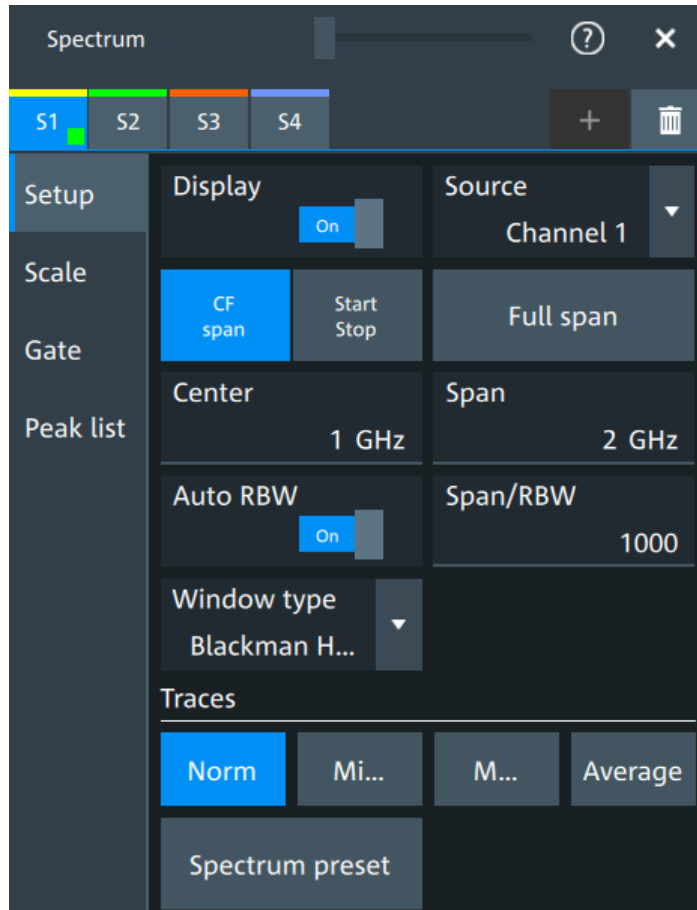 Spectrum ?
S1 S2 S3 S4 +
Setup
Scale
Gate
Peak list
Display
On
Source
Channel 1
CF
span
Start
Stop
Full span
Center
1 GHz
Span
2 GHz
Auto RBW
On
Span/RBW
1000
Window type
Blackman H...
Traces
Norm Mi... M... Average
Spectrum preset